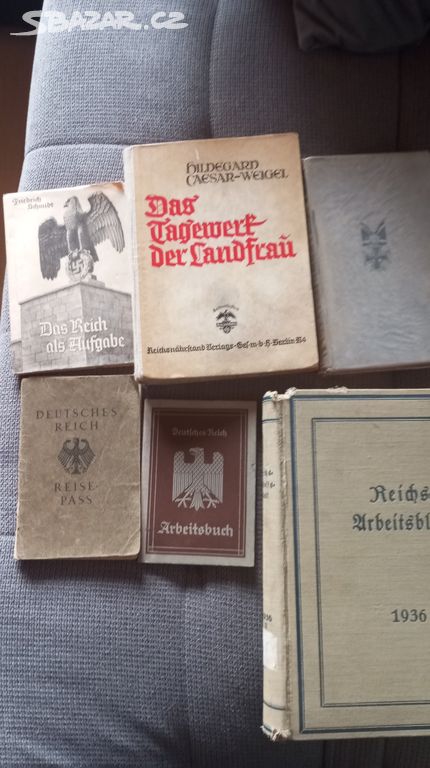 SBAZAR.CZ
Friedrich
Schmidt
Das Reich
als Aufgabe
HILDEGARD
CAESAR-WEIGEL
Das
Tagewerk
der Landfrau
Reichsnährstand Verlags-Ges·m·b·H·Berlin N4
DEUTSCHES
REICH
REISE-
PASS
Deutsches Reich
Arbeitsbuch
Reichs
Arbeitsbl
1936